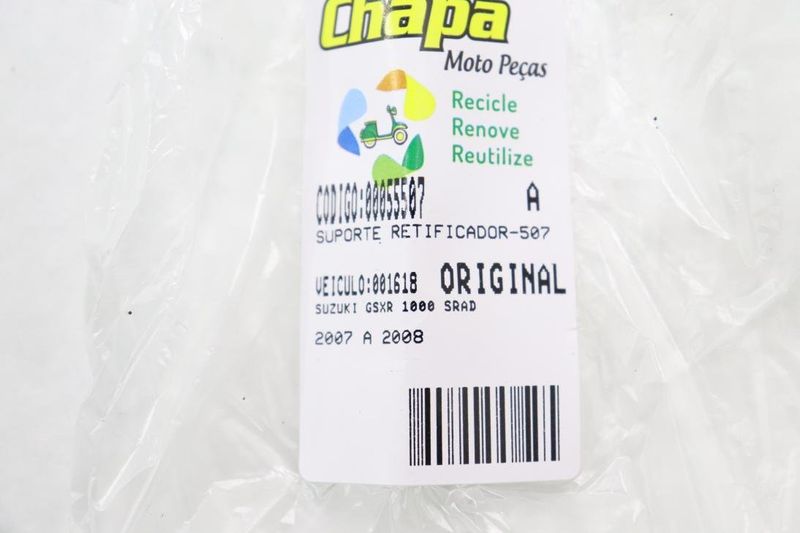 Chapa
Moto Peças
Recicle
Renove
Reutilize
CODIGO:00055507 A
SUPORTE RETIFICADOR-507
VEICULO:001618 ORIGINAL
SUZUKI GSXR 1000 SRAD
2007 A 2008